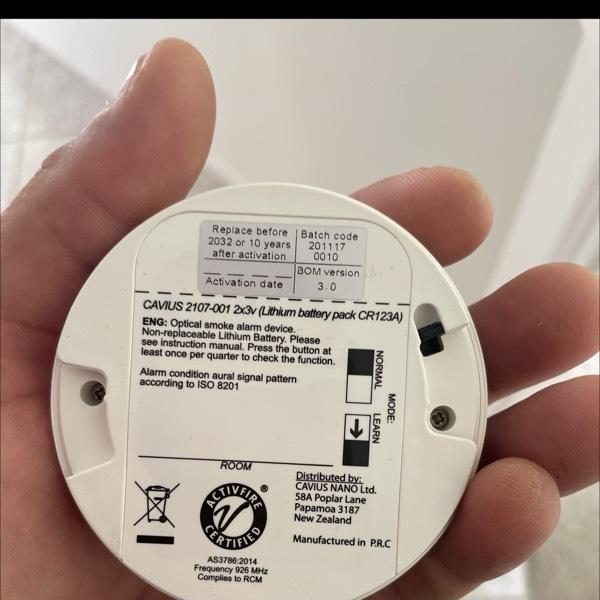 Replace before
2032 or 10 years
after activation
Activation date
Batch code
201117
0010
BOM version
3.0
CAVIUS 2107-001 2x3v (Lithium battery pack CR123A)
ENG: Optical smoke alarm device.
Non-replaceable Lithium Battery. Please
see instruction manual. Press the button at
least once per quarter to check the function.
Alarm condition aural signal pattern
according to ISO 8201
NORMAL
MODE:
LEARN
ROOM
ACTIVFIRE
®
CERTIFIED
AS3786:2014
Frequency 926 MHz
Complies to RCM
Distributed by:
CAVIUS NANO Ltd.
58A Poplar Lane
Papamoa 3187
New Zealand
Manufactured in P.R.C